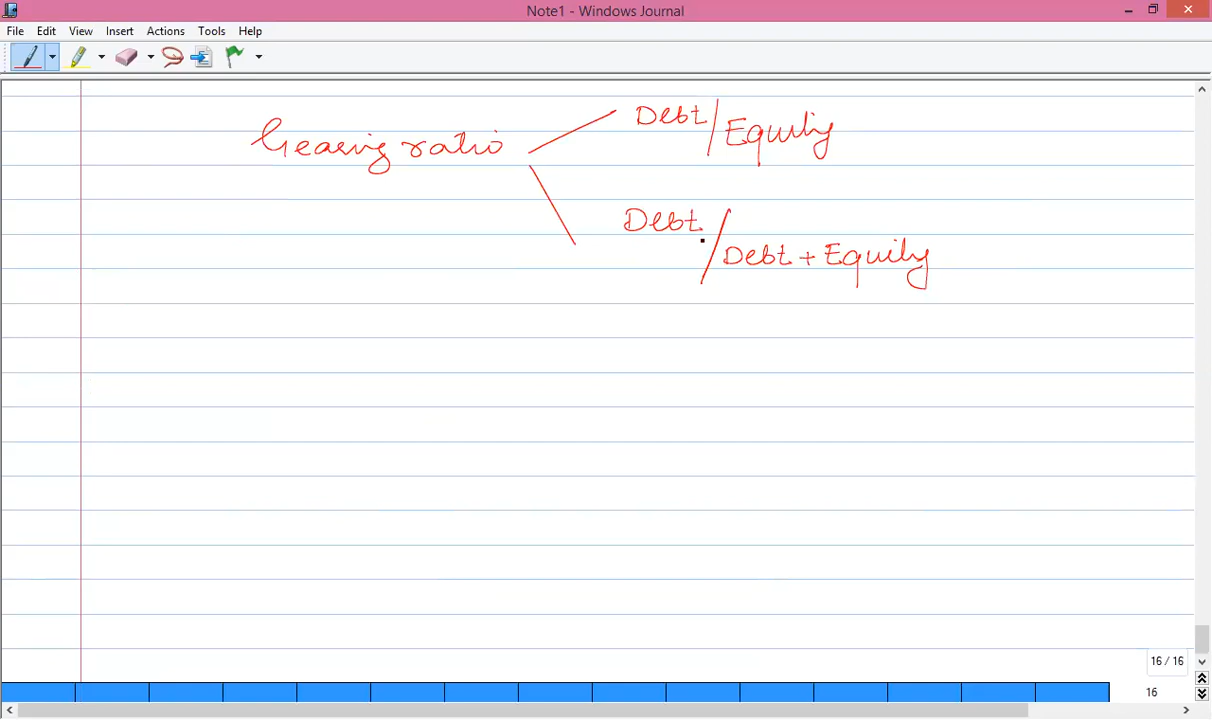 Note1 - Windows Journal
File Edit View Insert Actions Tools Help
Gearing ratio
Debt/Equity
Debt/Debt + Equity
16 / 16
16